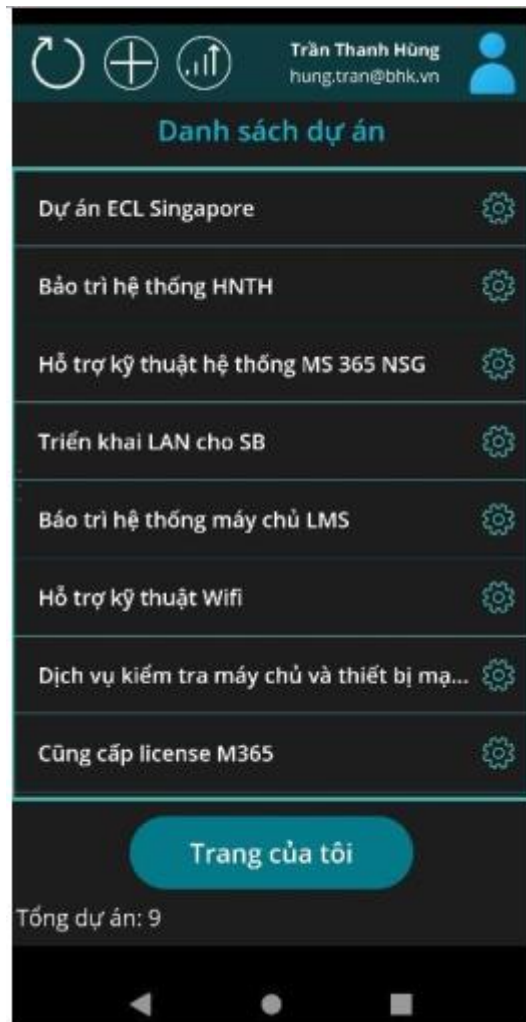 Trần Thanh Hùng
hung.tran@bhk.vn
Danh sách dự án
Dự án ECL Singapore
Bảo trì hệ thống HNTH
Hỗ trợ kỹ thuật hệ thống MS 365 NSG
Triển khai LAN cho SB
Báo trì hệ thống máy chủ LMS
Hỗ trợ kỹ thuật Wifi
Dịch vụ kiểm tra máy chủ và thiết bị mạ...
Cũng cấp license M365
Trang của tôi
Tổng dự án: 9